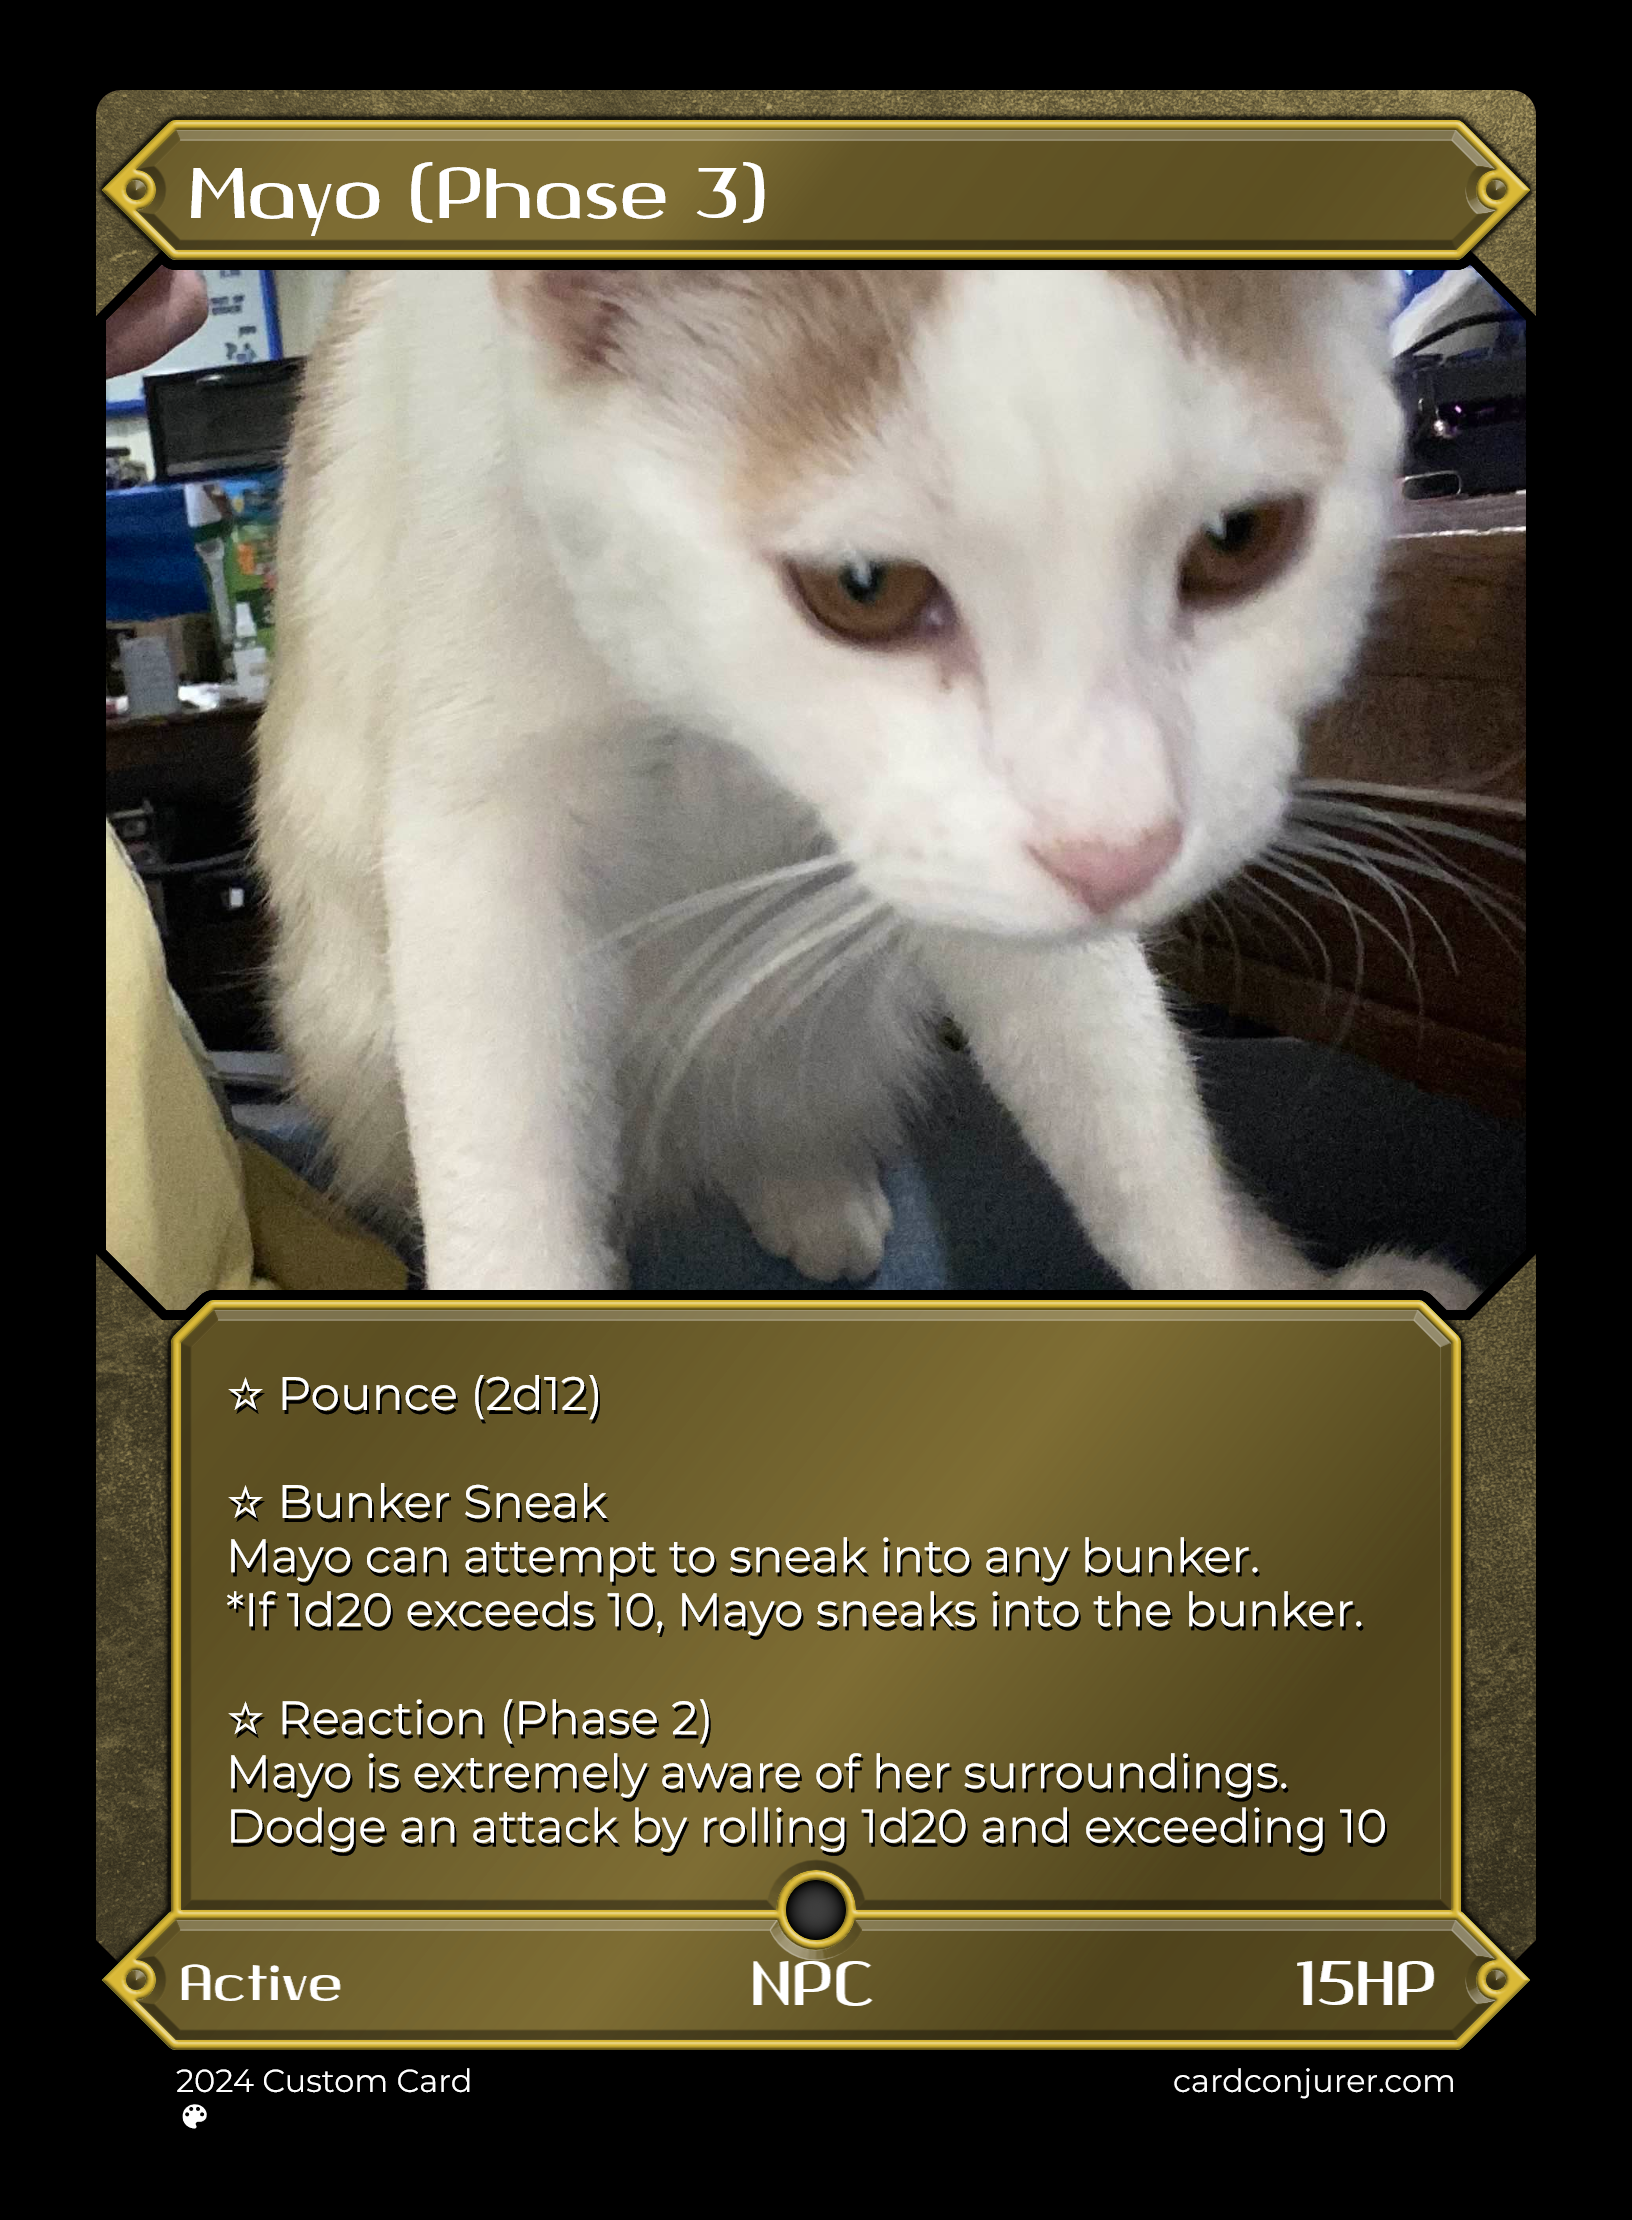 Mayo (Phase 3)
☆ Pounce (2d12)
☆ Bunker Sneak
Mayo can attempt to sneak into any bunker.
*If 1d20 exceeds 10, Mayo sneaks into the bunker.
☆ Reaction (Phase 2)
Mayo is extremely aware of her surroundings.
Dodge an attack by rolling 1d20 and exceeding 10
Active
NPC
15HP
2024 Custom Card
cardconjurer.com